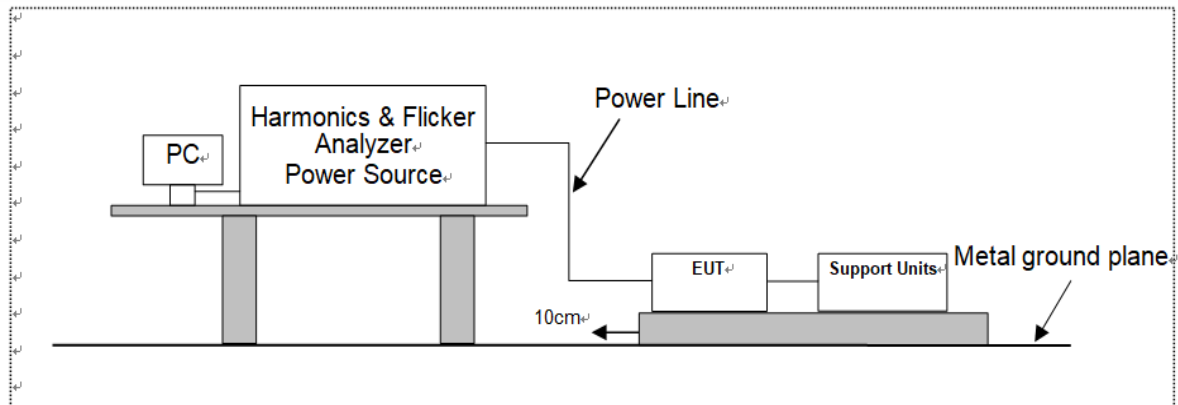 Power Line
Harmonics & Flicker
Analyzer
Power Source
PC
EUT
Support Units
Metal ground plane
10cm